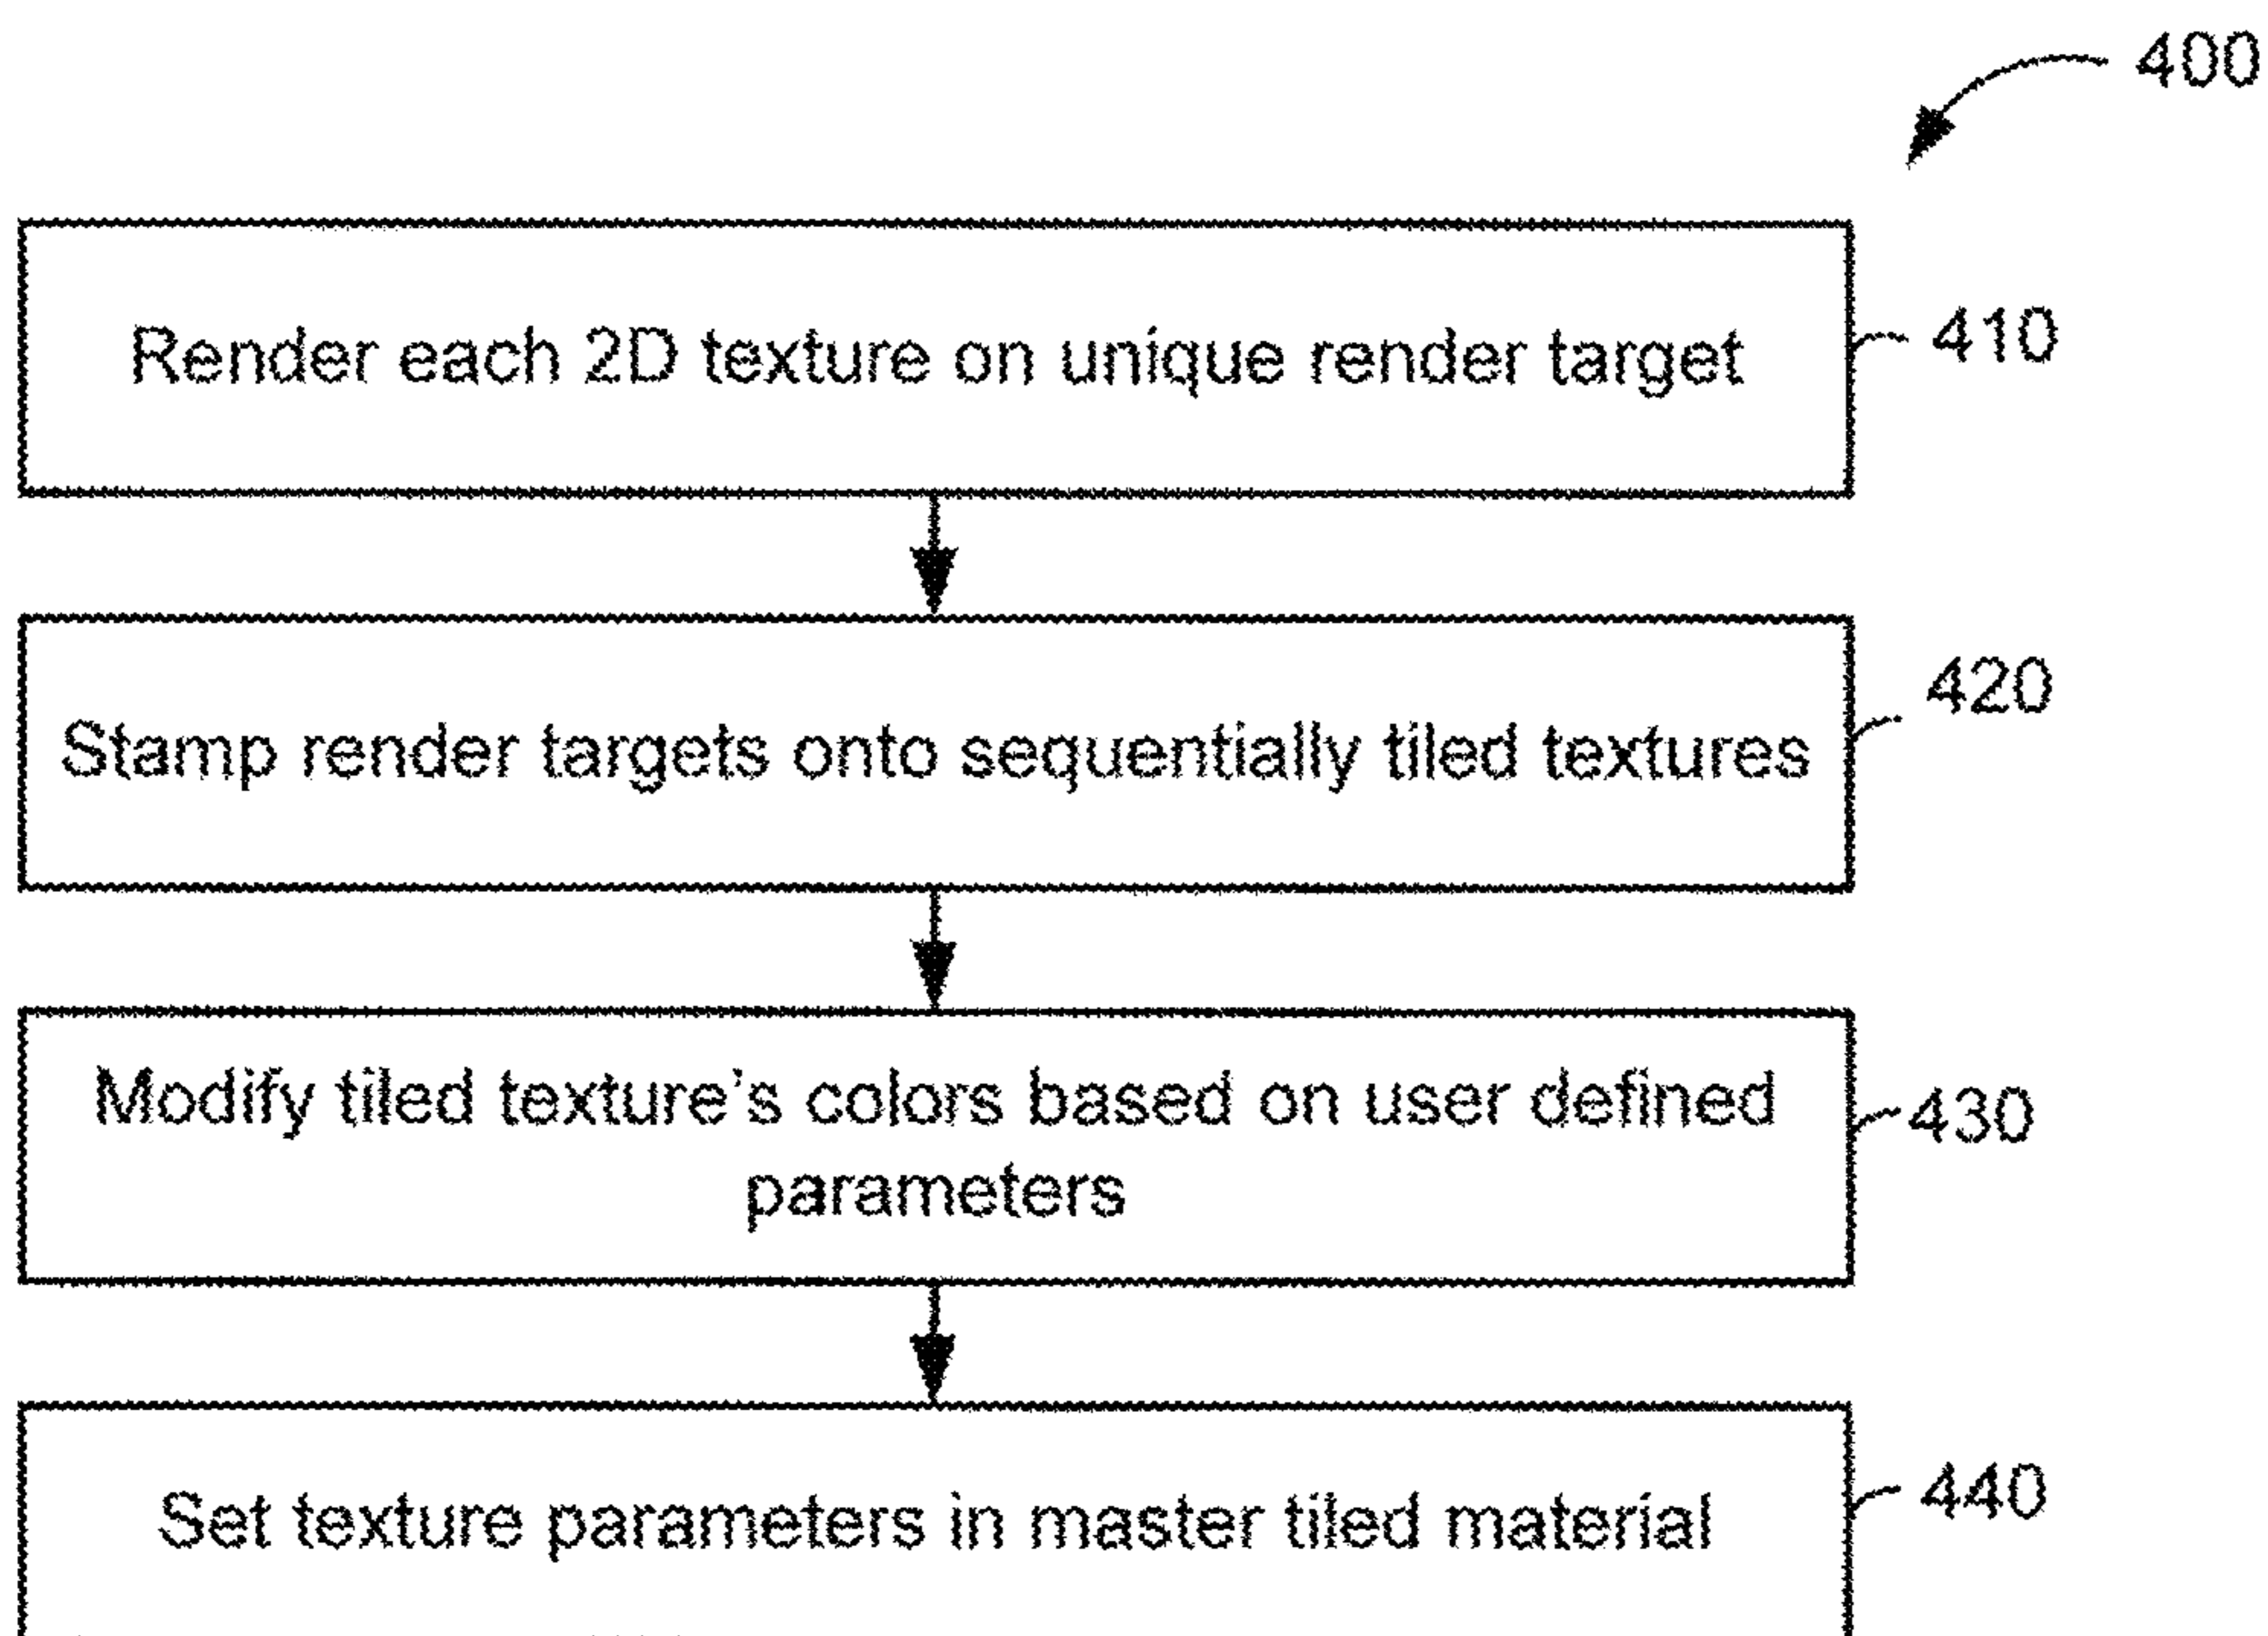 400
Render each 2D texture on unique render target
410
Stamp render targets onto sequentially tiled textures
420
Modify tiled texture's colors based on user defined
parameters
430
Set texture parameters in master tiled material
440